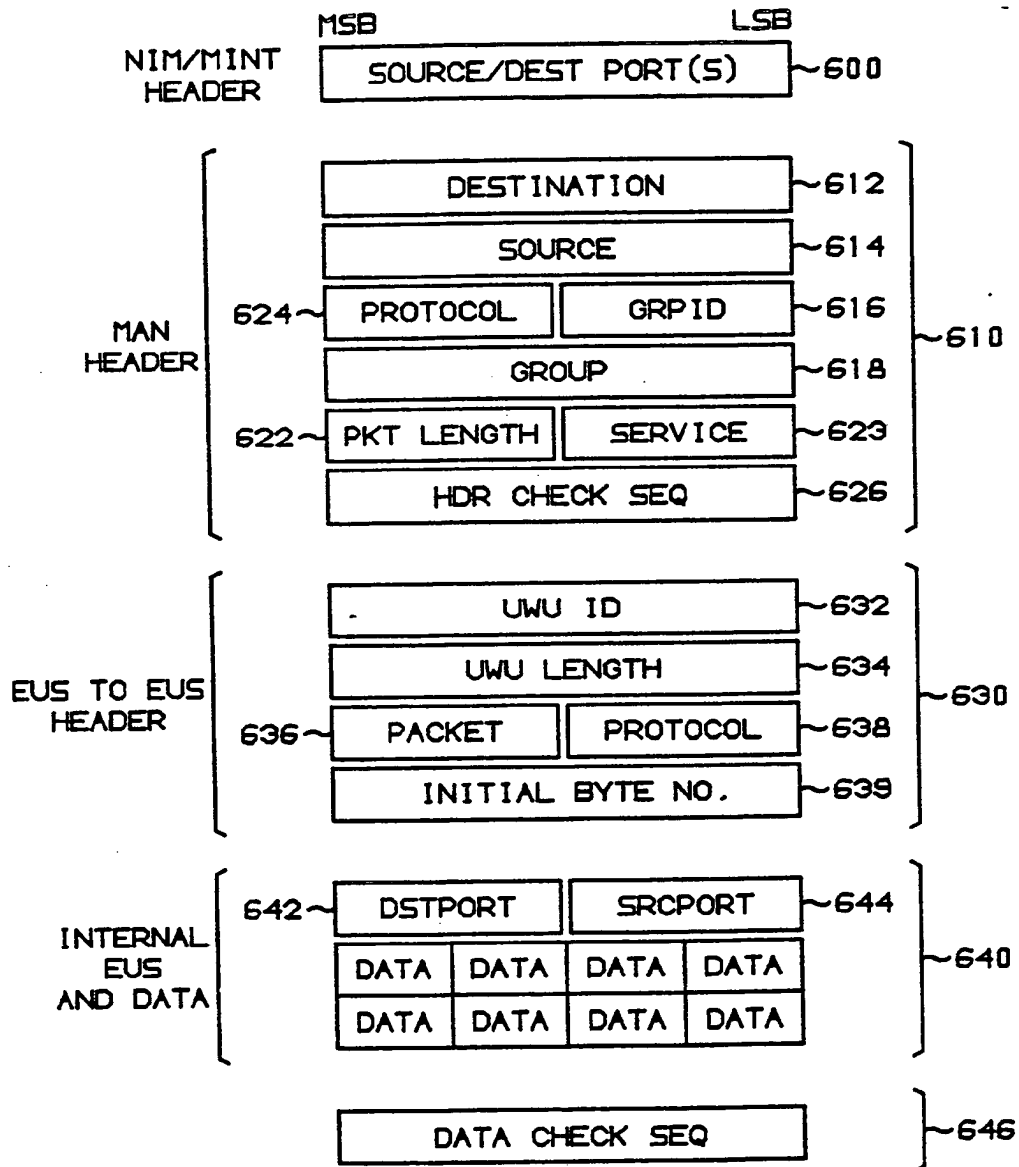 MSB LSB
NIM/MINT HEADER SOURCE/DEST PORT(S) 600
MAN HEADER 610
DESTINATION 612
SOURCE 614
624 PROTOCOL GRPID 616
GROUP 618
622 PKT LENGTH SERVICE 623
HDR CHECK SEQ 626
EUS TO EUS HEADER 630
UWU ID 632
UWU LENGTH 634
636 PACKET PROTOCOL 638
INITIAL BYTE NO. 639
INTERNAL EUS AND DATA 640
642 DSTPORT SRCPORT 644
DATA DATA DATA DATA
DATA DATA DATA DATA
DATA CHECK SEQ 646